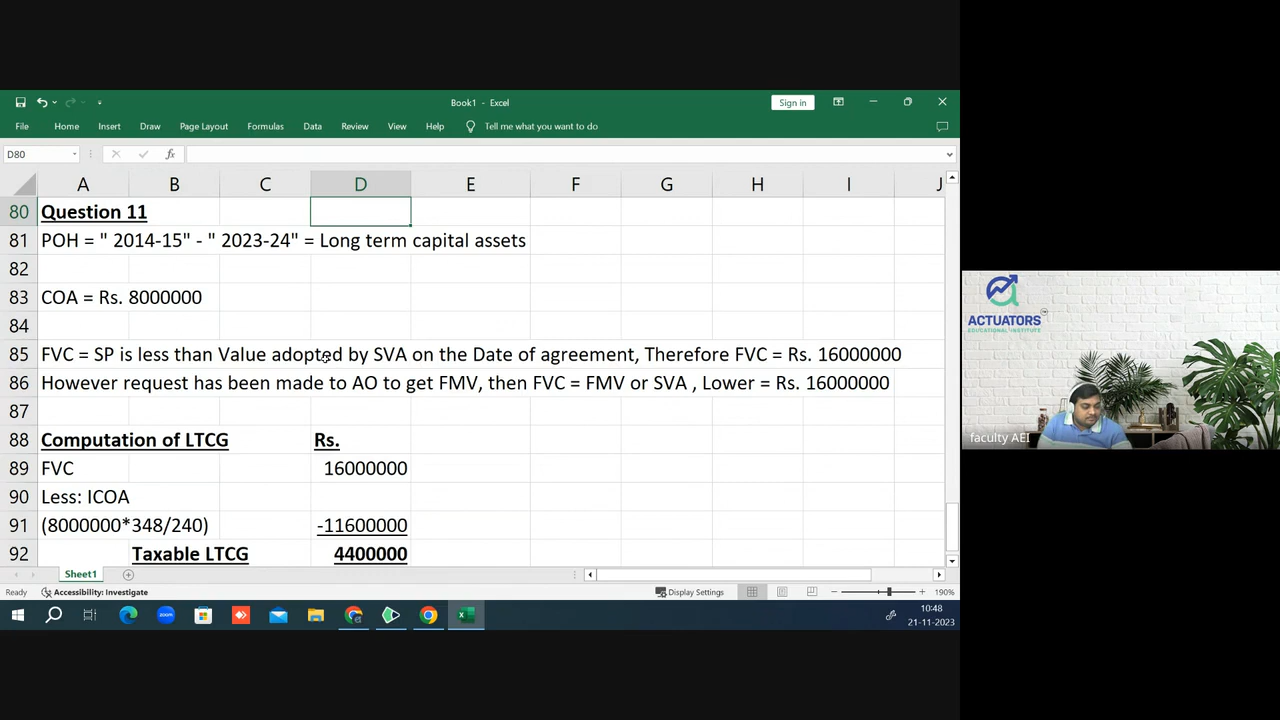 Book1 - Excel
Sign in
File Home Insert Draw Page Layout Formulas Data Review View Help Tell me what you want to do
D80 fx
A B C D E F G H I J
80 Question 11
81 POH = " 2014-15" - " 2023-24" = Long term capital assets
82
83 COA = Rs. 8000000
84
85 FVC = SP is less than Value adopted by SVA on the Date of agreement, Therefore FVC = Rs. 16000000
86 However request has been made to AO to get FMV, then FVC = FMV or SVA , Lower = Rs. 16000000
87
88 Computation of LTCG Rs.
89 FVC 16000000
90 Less: ICOA
91 (8000000*348/240) -11600000
92 Taxable LTCG 4400000
Sheet1
Ready Accessibility: Investigate Display Settings 190%
zoom
10:48
21-11-2023
ACTUATORS
EDUCATIONAL INSTITUTE
faculty AEI